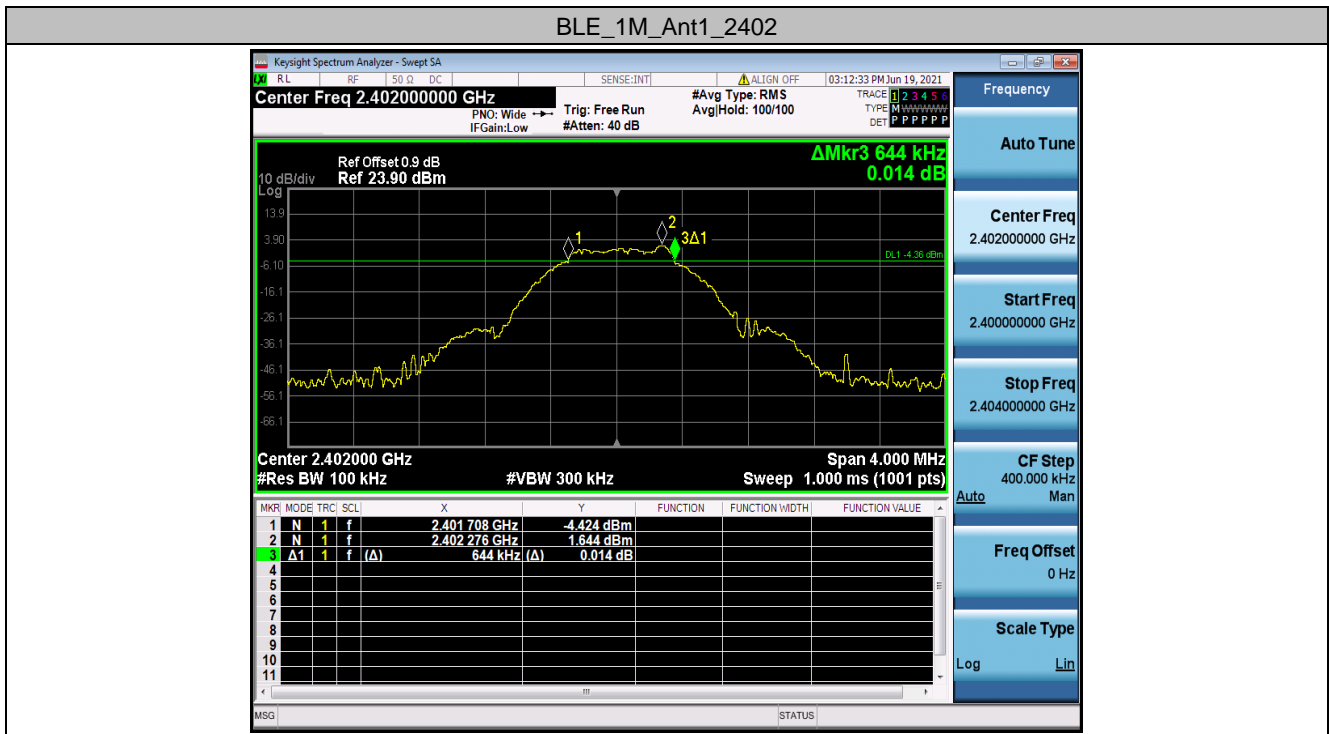 BLE_1M_Ant1_2402
Keysight Spectrum Analyzer - Swept SA
LXI RL RF 50 Ω DC SENSE:INT ALIGN OFF 03:12:33 PM Jun 19, 2021
Center Freq 2.402000000 GHz #Avg Type: RMS TRACE 1 2 3 4 5 6
PNO: Wide Trig: Free Run Avg|Hold: 100/100 TYPE M WWWWW
IFGain:Low #Atten: 40 dB DET P P P P P P
ΔMkr3 644 kHz
0.014 dB
Ref Offset 0.9 dB
10 dB/div Ref 23.90 dBm
Log
13.9
2
3.90
1
3Δ1
DL1 -4.36 dBm
-6.10
-16.1
-26.1
-36.1
-46.1
-56.1
-66.1
Center 2.402000 GHz Span 4.000 MHz
#Res BW 100 kHz #VBW 300 kHz Sweep 1.000 ms (1001 pts)
MKR MODE TRC SCL X Y FUNCTION FUNCTION WIDTH FUNCTION VALUE
1 N 1 f 2.401 708 GHz -4.424 dBm
2 N 1 f 2.402 276 GHz 1.644 dBm
3 Δ1 1 f (Δ) 644 kHz (Δ) 0.014 dB
4
5
6
7
8
9
10
11
MSG STATUS
Frequency
Auto Tune
Center Freq
2.402000000 GHz
Start Freq
2.400000000 GHz
Stop Freq
2.404000000 GHz
CF Step
400.000 kHz
Auto Man
Freq Offset
0 Hz
Scale Type
Log Lin